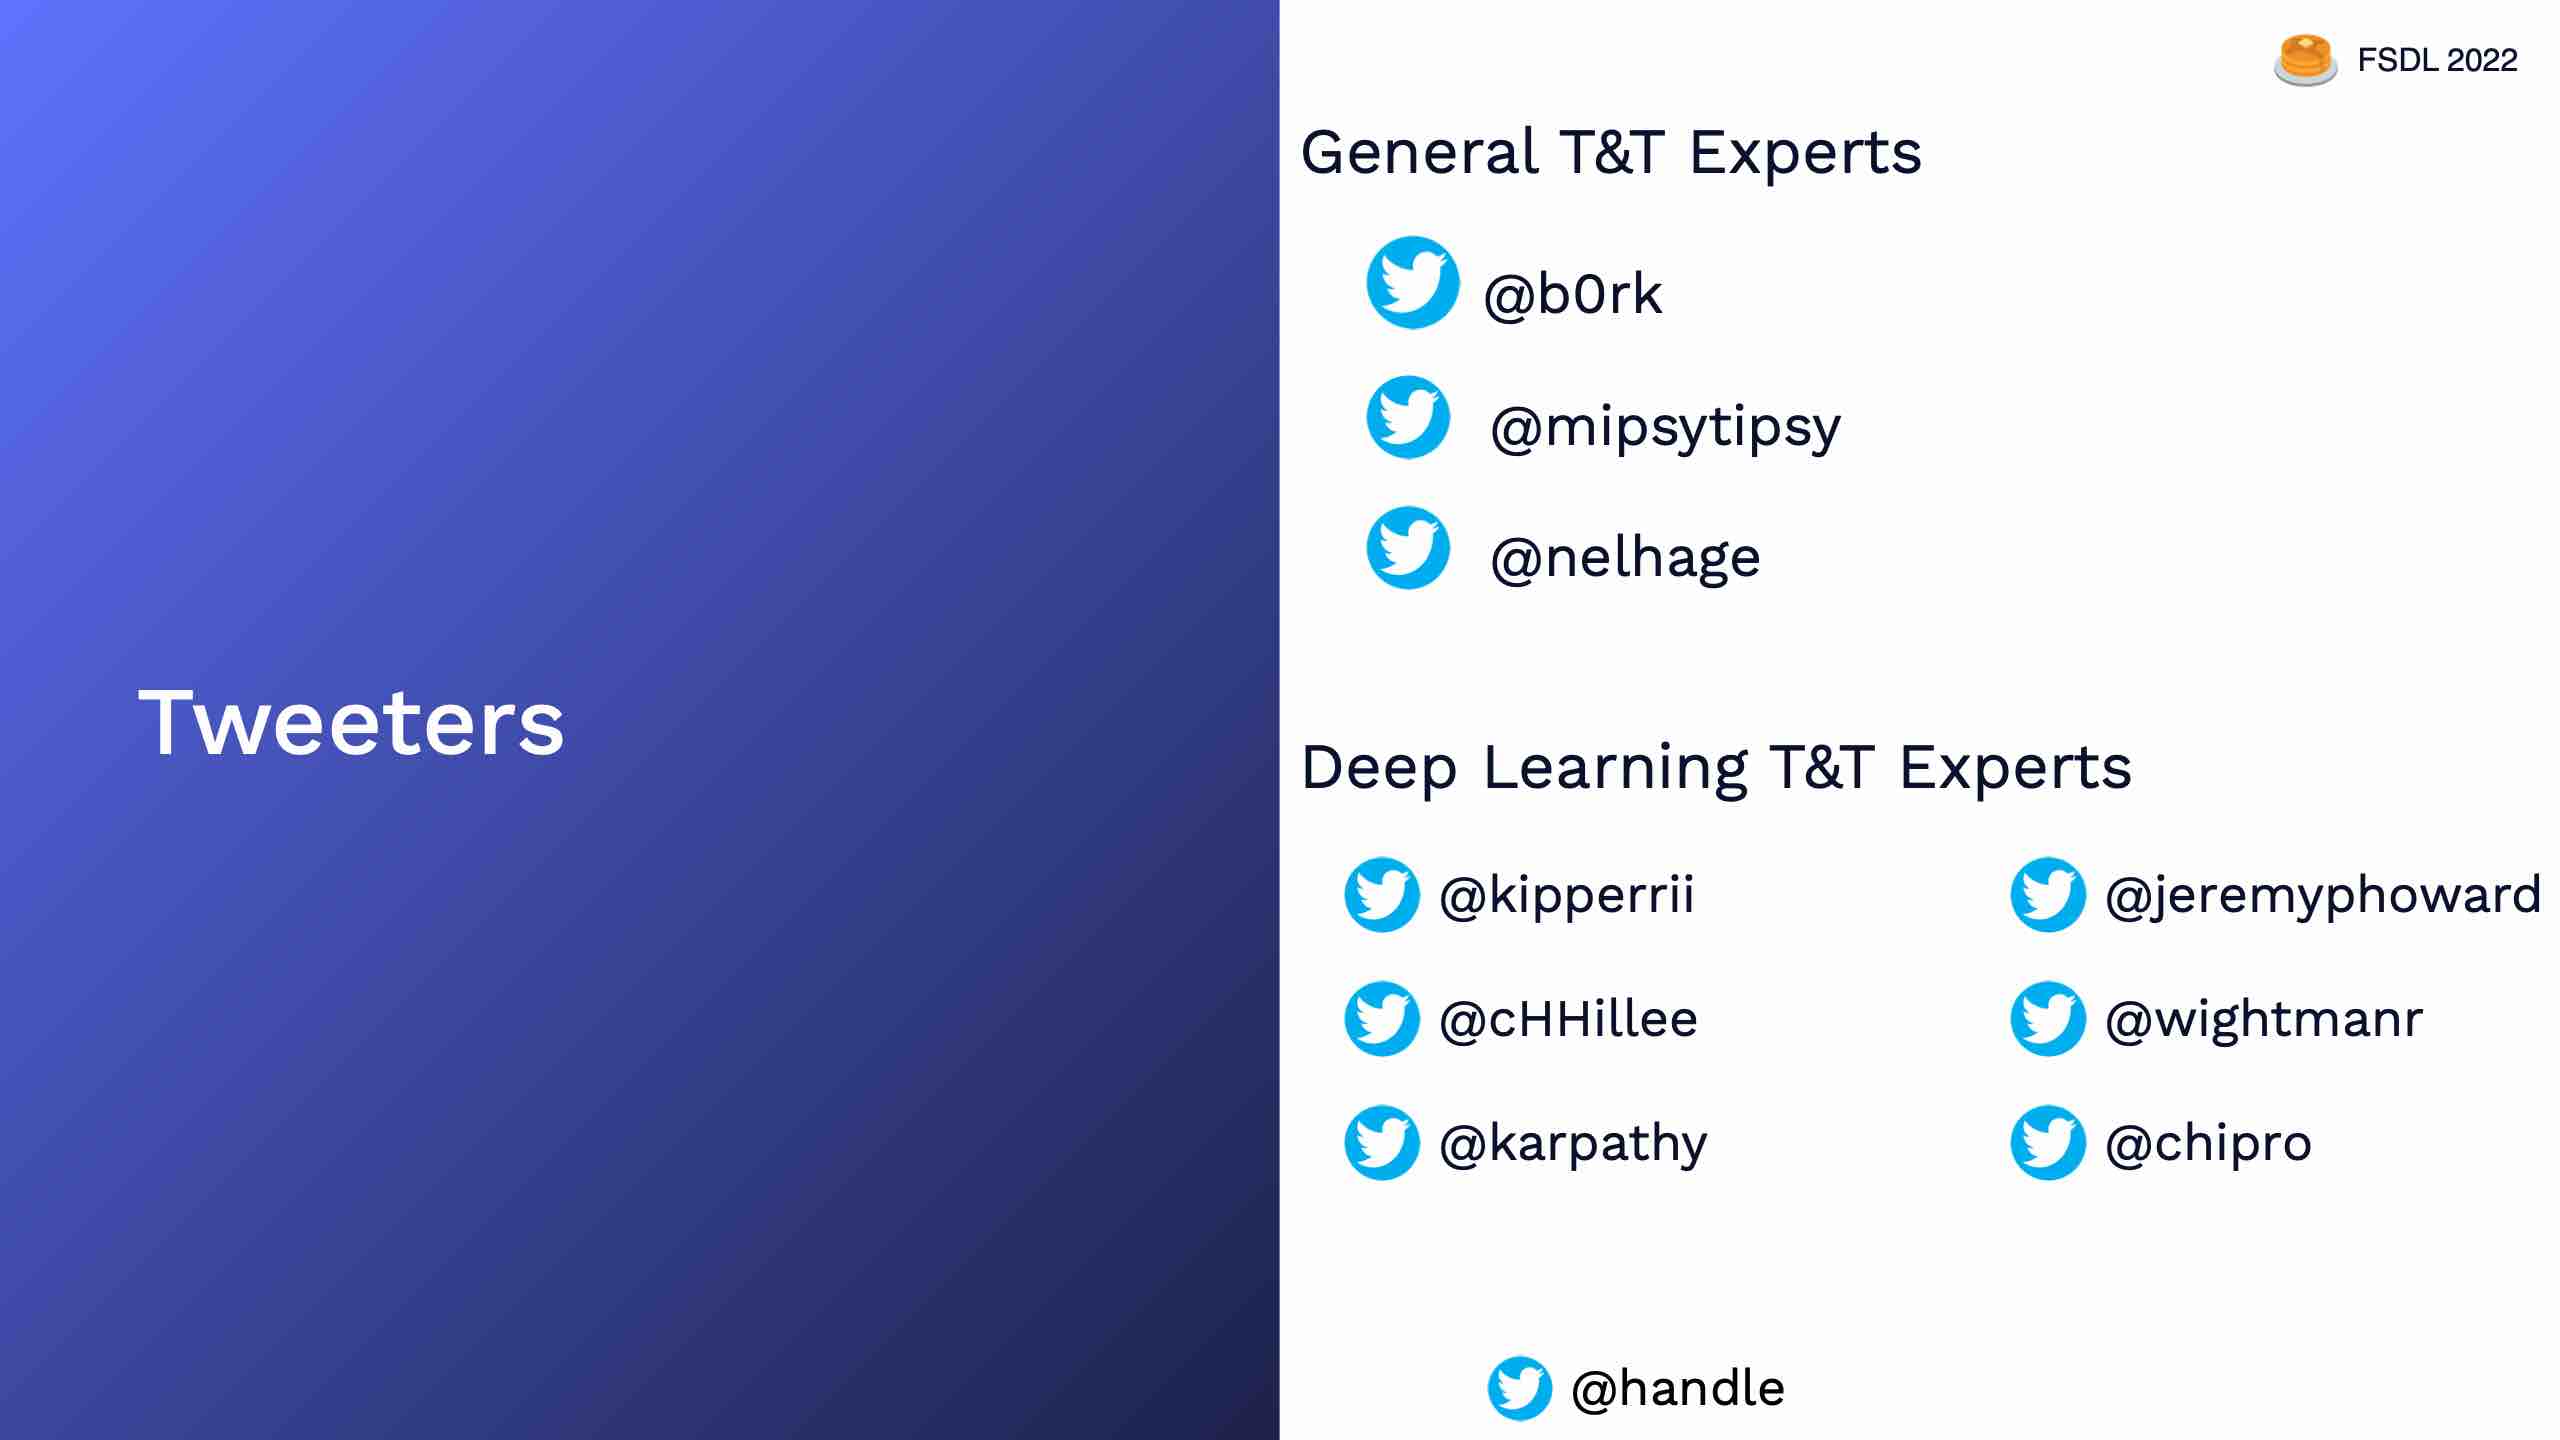 FSDL 2022
Tweeters
General T&T Experts
@b0rk
@mipsytipsy
@nelhage
Deep Learning T&T Experts
@kipperrii
@jeremyphoward
@cHHillee
@wightmanr
@karpathy
@chipro
@handle